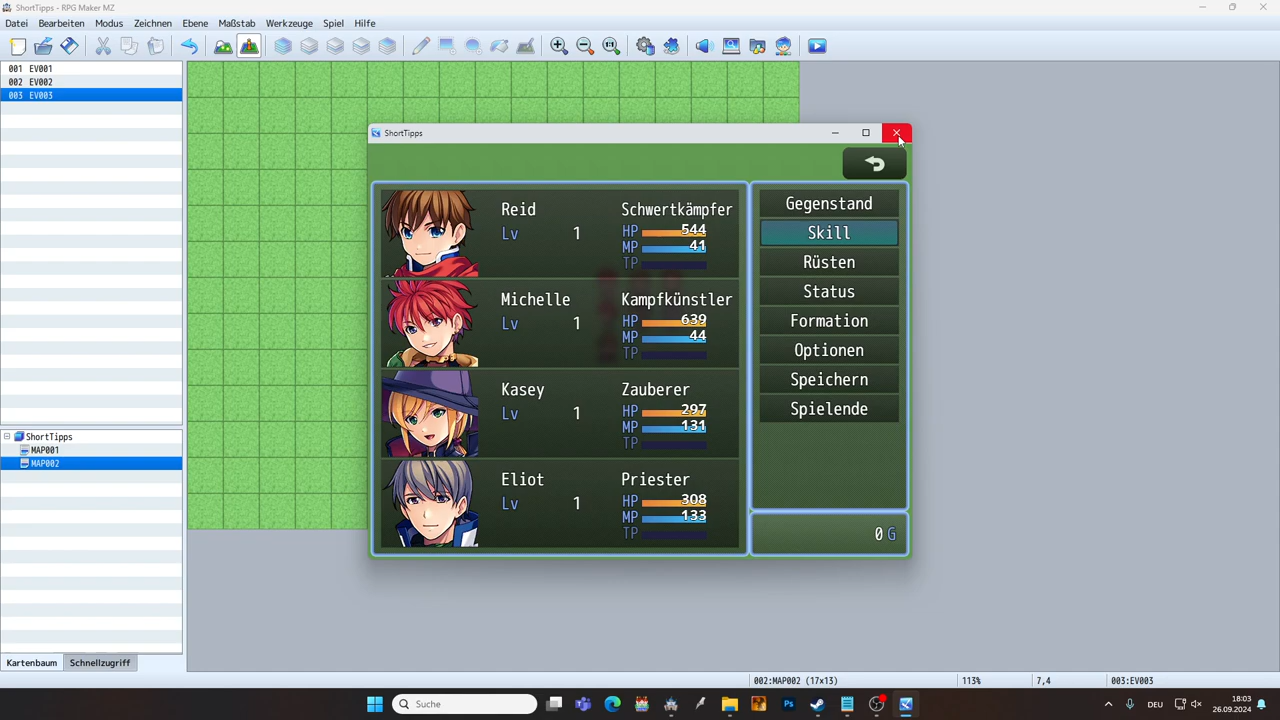 ShortTipps - RPG Maker MZ
Datei Bearbeiten Modus Zeichnen Ebene Maßstab Werkzeuge Spiel Hilfe
1:1
001 EV001
002 EV002
003 EV003
ShortTipps
Reid Schwertkämpfer
Lv 1 HP 544
MP 41
TP
Michelle Kampfkünstler
Lv 1 HP 639
MP 44
TP
Kasey Zauberer
Lv 1 HP 297
MP 131
TP
Eliot Priester
Lv 1 HP 308
MP 133
TP
Gegenstand
Skill
Rüsten
Status
Formation
Optionen
Speichern
Spielende
0 G
ShortTipps
MAP001
MAP002
Kartenbaum Schnellzugriff
002:MAP002 (17×13) 113% 7,4 003:EV003
Suche
DEU
18:03
26.09.2024